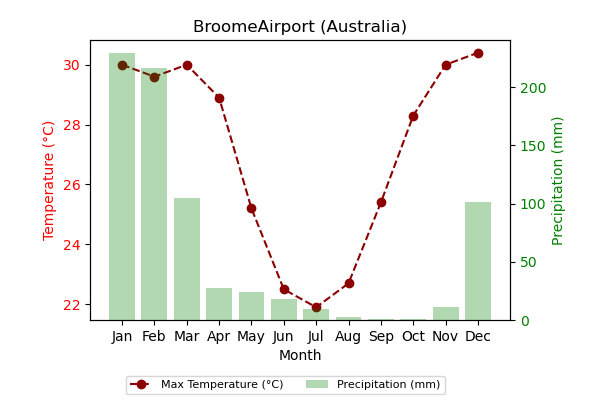 BroomeAirport (Australia)
Temperature (°C)
30
28
26
24
22
200
150
100
50
0
Precipitation (mm)
Jan Feb Mar Apr May Jun Jul Aug Sep Oct Nov Dec
Month
Max Temperature (°C) Precipitation (mm)